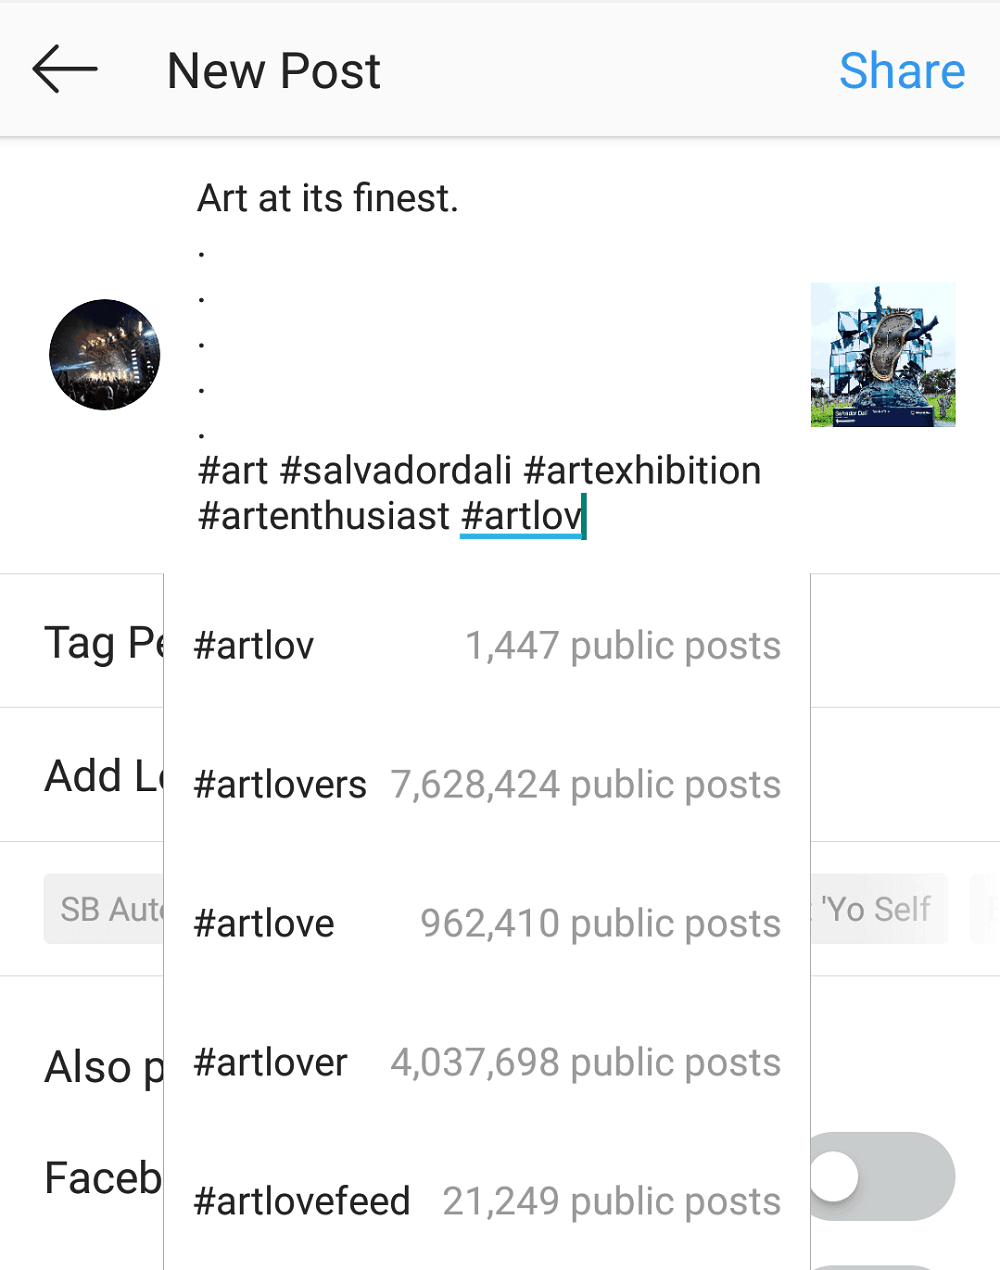 New Post
Share
Art at its finest.
.
.
.
.
.
#art #salvadordali #artexhibition
#artenthusiast #artlov
Tag Pe
#artlov 1,447 public posts
Add Lo
#artlovers 7,628,424 public posts
SB Auto
#artlove 962,410 public posts
'Yo Self
Also p
#artlover 4,037,698 public posts
Faceb
#artlovefeed 21,249 public posts